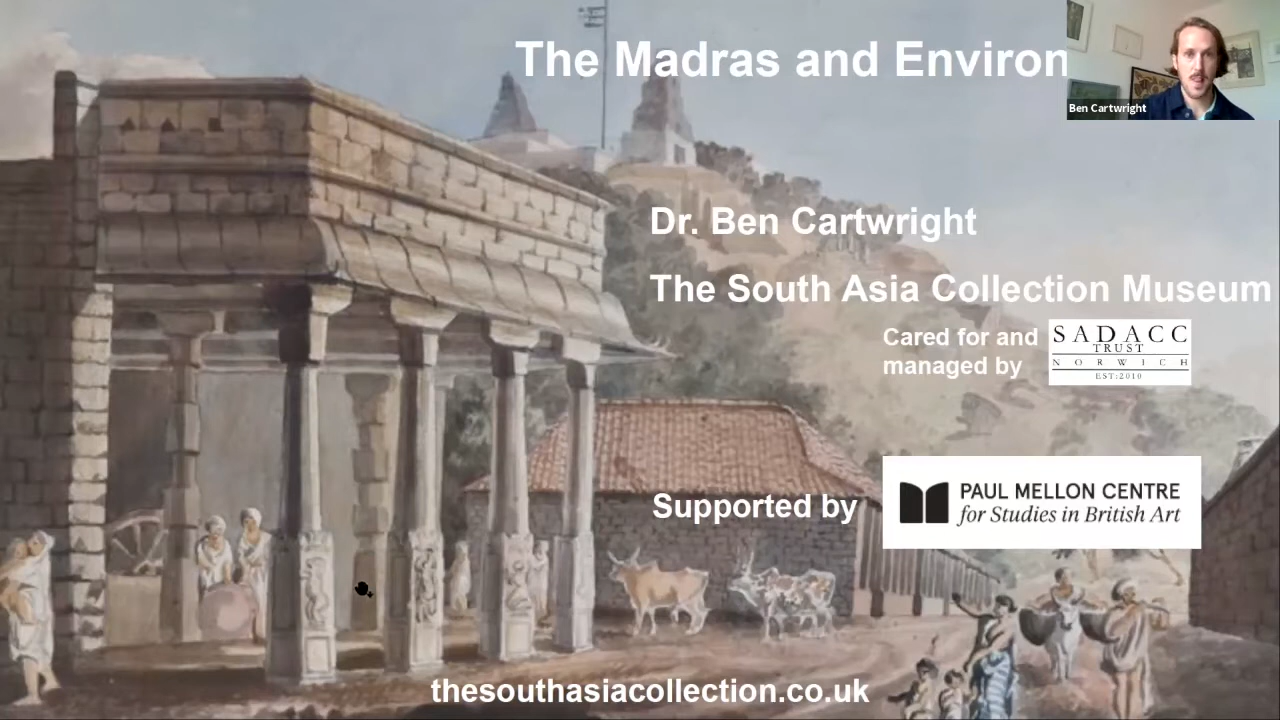 The Madras and Environ
Ben Cartwright
Dr. Ben Cartwright
The South Asia Collection Museum
Cared for and
managed by
SADACC
TRUST
NORWICH
EST:2010
Supported by
PAUL MELLON CENTRE
for Studies in British Art
thesouthasiacollection.co.uk